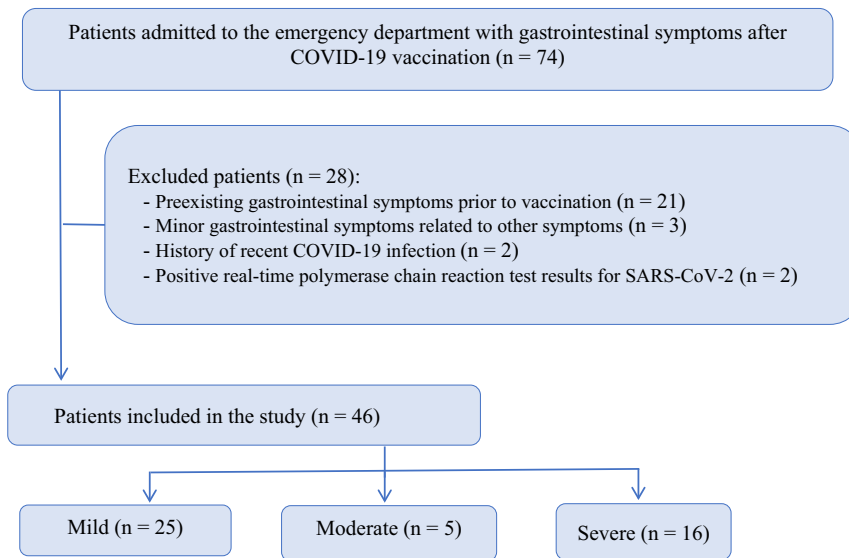 Patients admitted to the emergency department with gastrointestinal symptoms after
COVID-19 vaccination (n = 74)
Excluded patients (n = 28):
- Preexisting gastrointestinal symptoms prior to vaccination (n = 21)
- Minor gastrointestinal symptoms related to other symptoms (n = 3)
- History of recent COVID-19 infection (n = 2)
- Positive real-time polymerase chain reaction test results for SARS-CoV-2 (n = 2)
Patients included in the study (n = 46)
Mild (n = 25)
Moderate (n = 5)
Severe (n = 16)